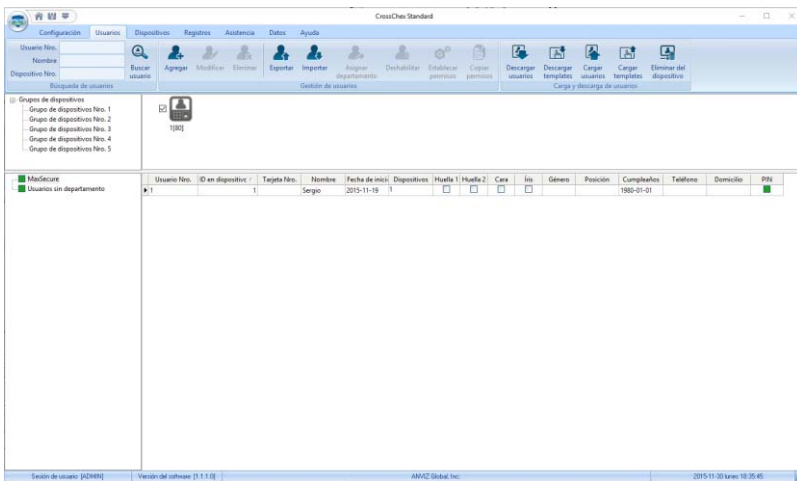 CrossChex Standard
Configuración Usuarios Dispositivos Registros Asistencia Datos Ayuda
Usuario Nro.
Nombre
Dispositivo Nro.
Buscar usuario
Agregar Modificar Eliminar Exportar Importar Asignar departamento Deshabilitar Establecer permisos Copiar permisos
Descargar usuarios Descargar templates Cargar usuarios Cargar templates Eliminar del dispositivo
Búsqueda de usuarios Gestión de usuarios Carga y descarga de usuarios
Grupos de dispositivos
Grupo de dispositivos Nro. 1
Grupo de dispositivos Nro. 2
Grupo de dispositivos Nro. 3
Grupo de dispositivos Nro. 4
Grupo de dispositivos Nro. 5
1[80]
MaxSecure
Usuarios sin departamento
Usuario Nro. ID en dispositivo Tarjeta Nro. Nombre Fecha de inici Dispositivos Huella 1 Huella 2 Cara Íris Género Posición Cumpleaños Teléfono Domicilio PIN
1 1 Sergio 2015-11-19 1 1980-01-01
Sesión de usuario [ADMIN] Versión del software [1.1.1.0] ANVIZ Global, Inc. 2015-11-30 lunes 18:35:45